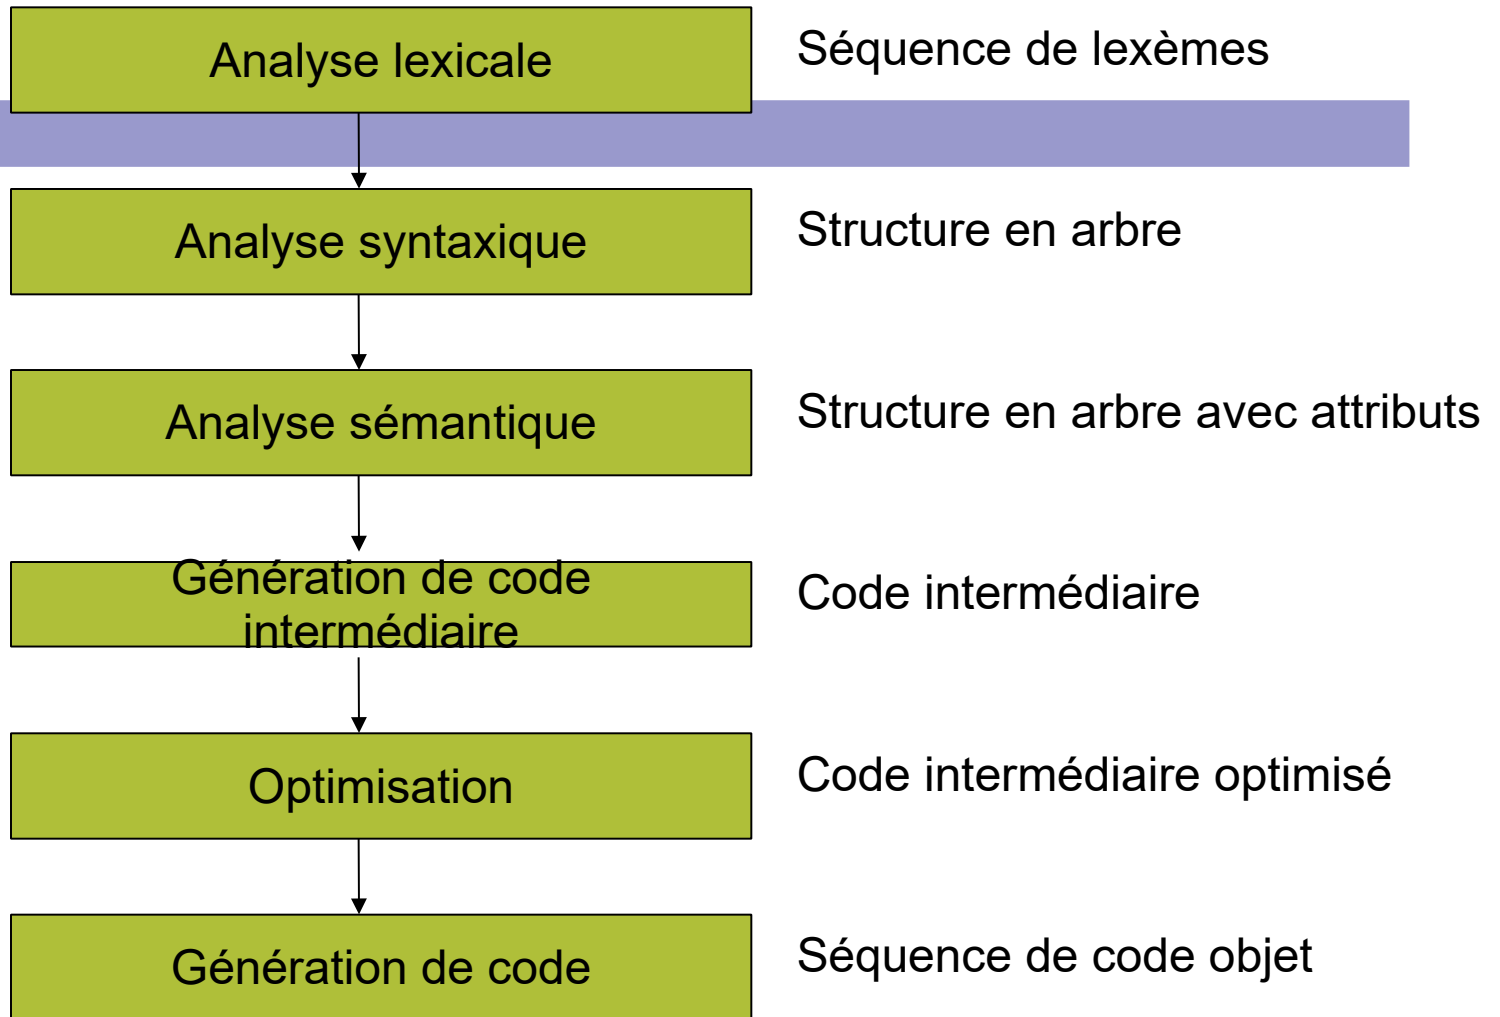 Analyse lexicale
Séquence de lexèmes
Analyse syntaxique
Structure en arbre
Analyse sémantique
Structure en arbre avec attributs
Génération de code
intermédiaire
Code intermédiaire
Optimisation
Code intermédiaire optimisé
Génération de code
Séquence de code objet